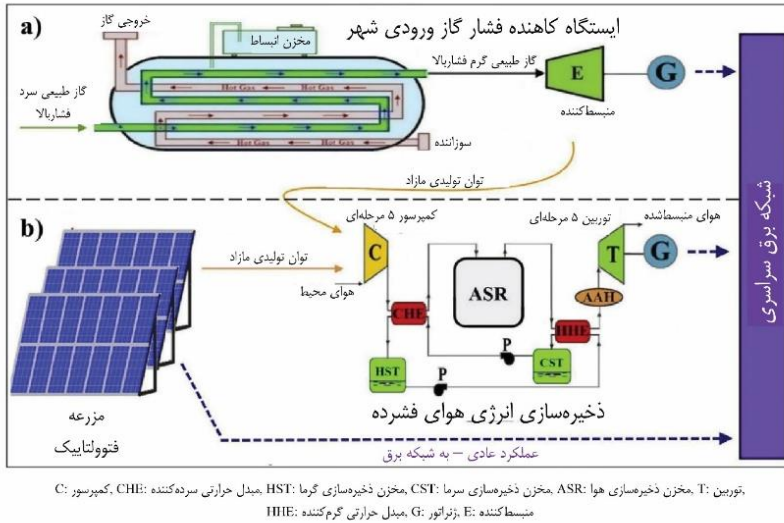 a)
ایستگاه کاهنده فشار گاز ورودی شهر
خروجی گاز
مخزن انبساط
گاز طبیعی سرد
فشاربالا
Hot Gas Hot Gas
Hot Gas Hot Gas
Hot Gas Hot Gas
سوزاننده
گاز طبیعی گرم فشاربالا
E
منبسط‌کننده
G
توان تولیدی مازاد
شبکه برق سراسری
b)
کمپرسور ۵ مرحله‌ای
توربین ۵ مرحله‌ای
هوای منبسط‌شده
توان تولیدی مازاد
هوای محیط
C
ASR
T
G
CHE
HHE
AAH
HST
P
P
CST
ذخیره‌سازی انرژی هوای فشرده
مزرعه
فتوولتاییک
عملکرد عادی – به شبکه برق
C: کمپرسور, CHE: مبدل حرارتی سردکننده, HST: مخزن ذخیره‌سازی گرما, CST: مخزن ذخیره‌سازی سرما, ASR: مخزن ذخیره‌سازی هوا, T: توربین,
HHE: مبدل حرارتی گرم‌کننده, G: ژنراتور, E: منبسط‌کننده